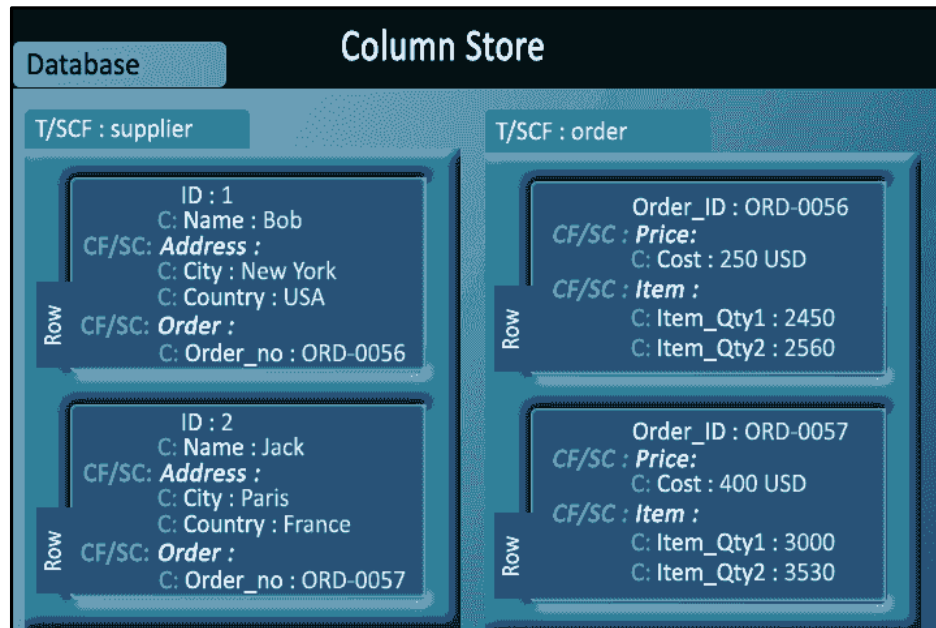 Column Store
Database
T/SCF : supplier
ID : 1
C: Name : Bob
CF/SC: Address :
C: City : New York
C: Country : USA
CF/SC: Order :
C: Order_no : ORD-0056
Row
ID : 2
C: Name : Jack
CF/SC: Address :
C: City : Paris
C: Country : France
CF/SC: Order :
C: Order_no : ORD-0057
Row
T/SCF : order
Order_ID : ORD-0056
CF/SC : Price:
C: Cost : 250 USD
CF/SC : Item :
C: Item_Qty1 : 2450
C: Item_Qty2 : 2560
Row
Order_ID : ORD-0057
CF/SC : Price:
C: Cost : 400 USD
CF/SC : Item :
C: Item_Qty1 : 3000
C: Item_Qty2 : 3530
Row